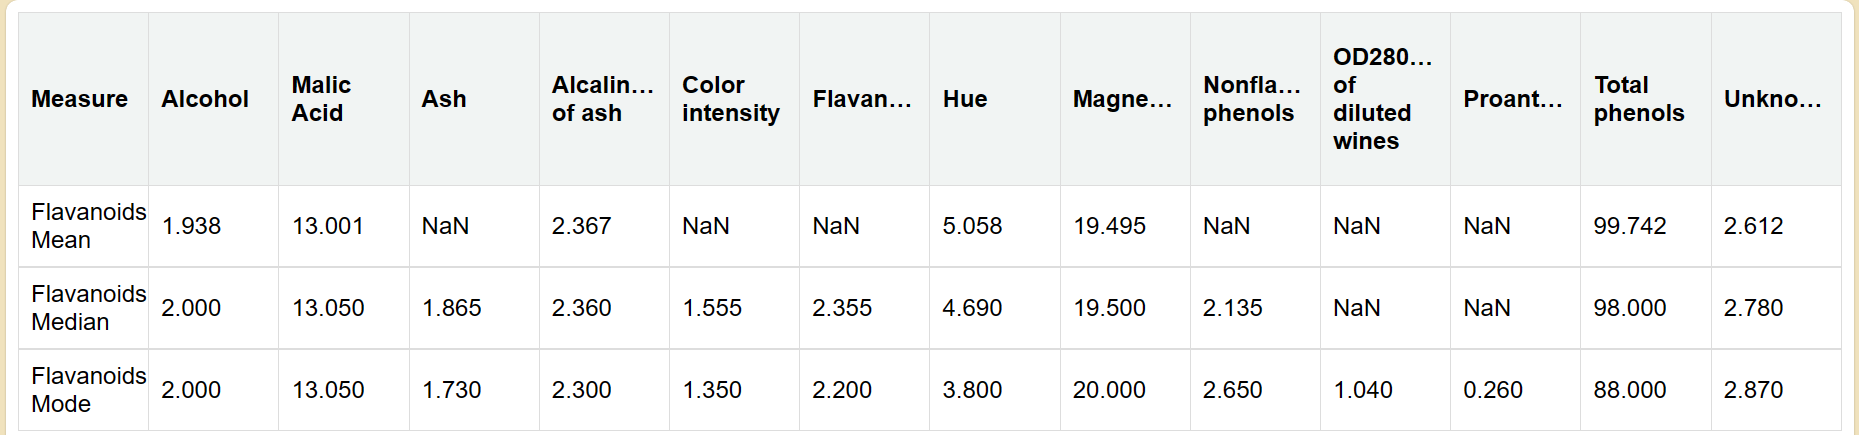 Measure Alcohol Malic Acid Ash Alcalin… of ash Color intensity Flavan… Hue Magne… Nonfla… phenols OD280… of diluted wines Proant… Total phenols Unkno…
Flavanoids Mean 1.938 13.001 NaN 2.367 NaN NaN 5.058 19.495 NaN NaN NaN 99.742 2.612
Flavanoids Median 2.000 13.050 1.865 2.360 1.555 2.355 4.690 19.500 2.135 NaN NaN 98.000 2.780
Flavanoids Mode 2.000 13.050 1.730 2.300 1.350 2.200 3.800 20.000 2.650 1.040 0.260 88.000 2.870